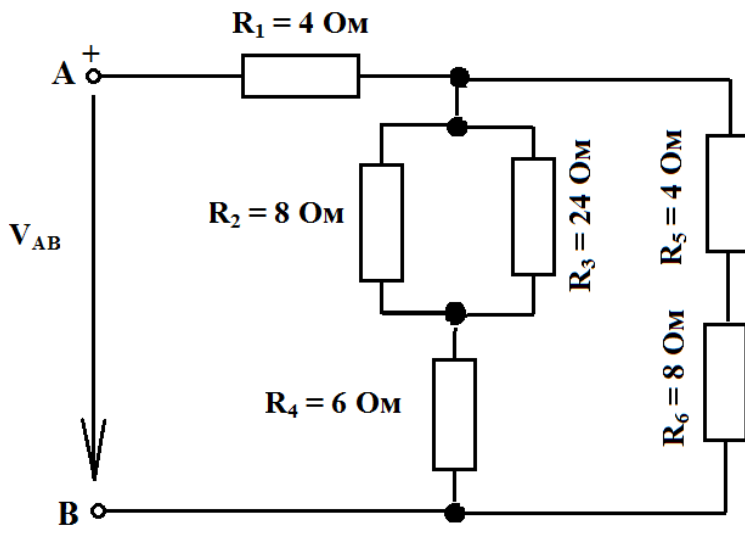 R₁ = 4 Ом
A
+
V_AB
R₂ = 8 Ом
R₃ = 24 Ом
R₅ = 4 Ом
R₄ = 6 Ом
R₆ = 8 Ом
B